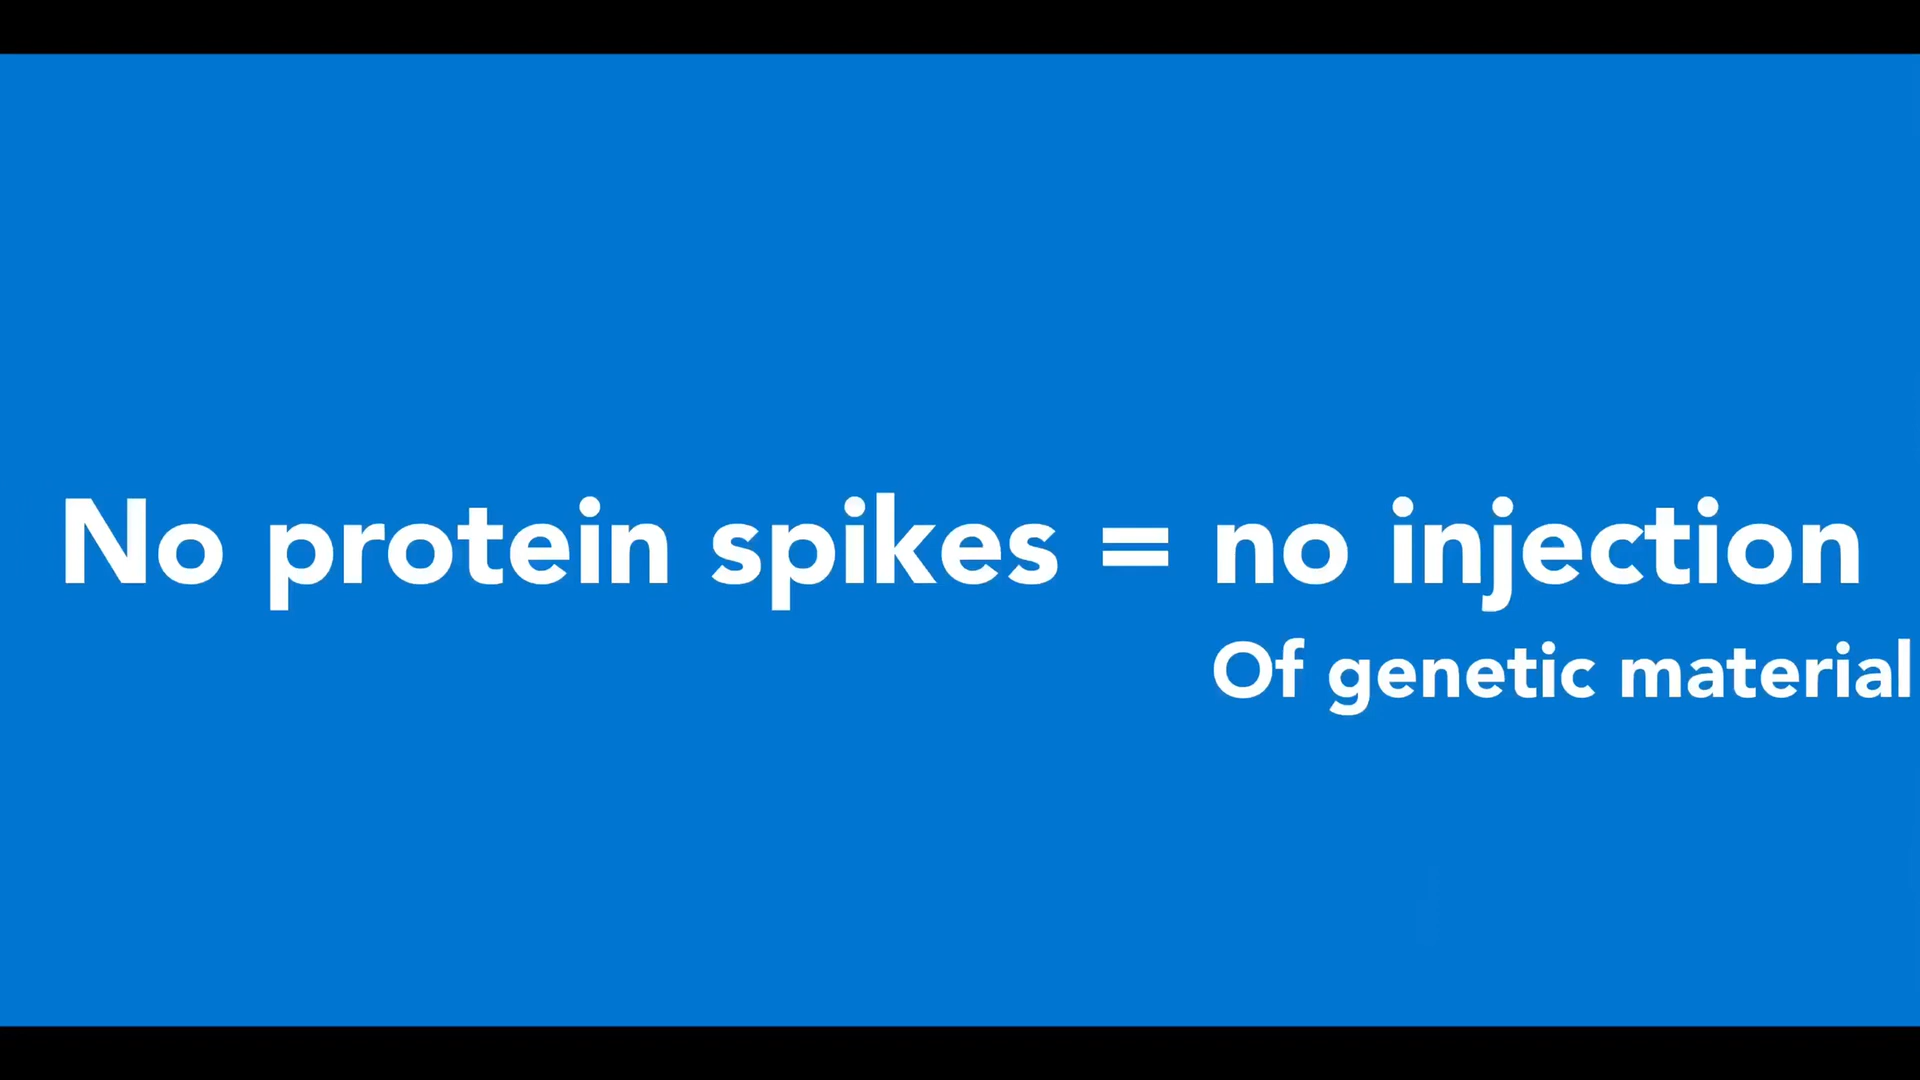 No protein spikes = no injection
Of genetic material